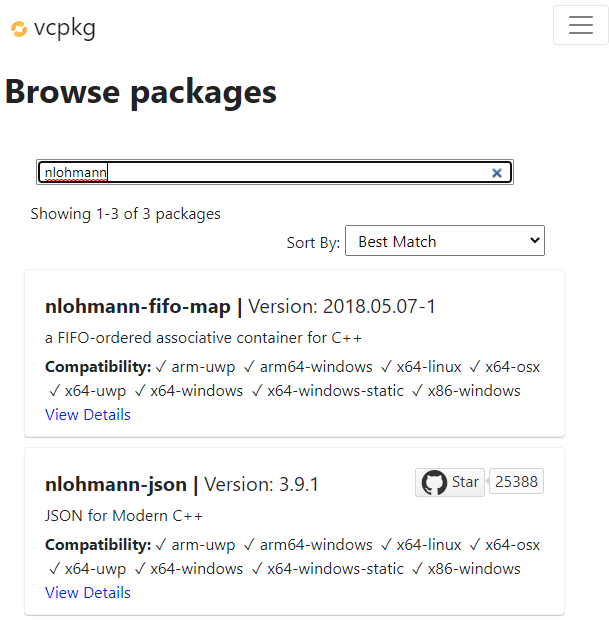 vcpkg
Browse packages
nlohmann
Showing 1-3 of 3 packages
Sort By: Best Match
nlohmann-fifo-map | Version: 2018.05.07-1
a FIFO-ordered associative container for C++
Compatibility: ✓ arm-uwp ✓ arm64-windows ✓ x64-linux ✓ x64-osx
✓ x64-uwp ✓ x64-windows ✓ x64-windows-static ✓ x86-windows
View Details
nlohmann-json | Version: 3.9.1 Star 25388
JSON for Modern C++
Compatibility: ✓ arm-uwp ✓ arm64-windows ✓ x64-linux ✓ x64-osx
✓ x64-uwp ✓ x64-windows ✓ x64-windows-static ✓ x86-windows
View Details